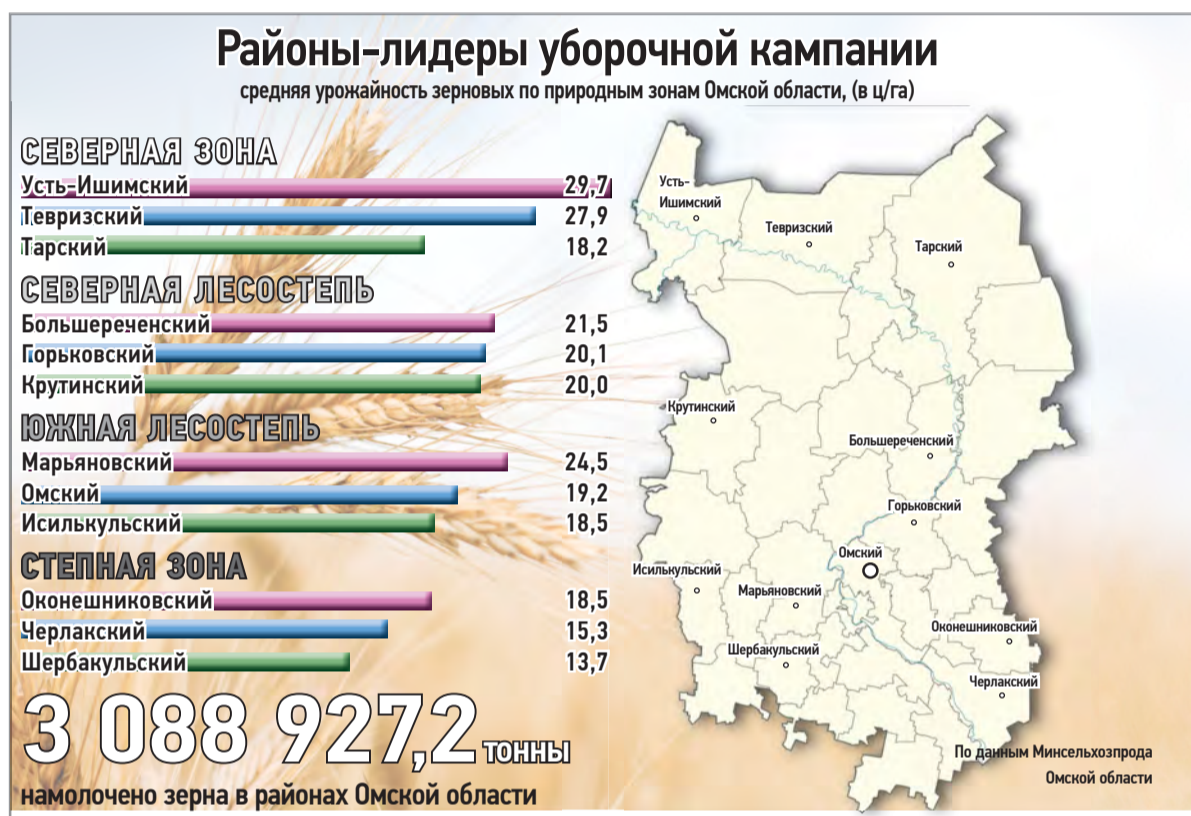 Районы-лидеры уборочной кампании
средняя урожайность зерновых по природным зонам Омской области, (в ц/га)
СЕВЕРНАЯ ЗОНА
Усть-Ишимский 29,7
Тевризский 27,9
Тарский 18,2
СЕВЕРНАЯ ЛЕСОСТЕПЬ
Большереченский 21,5
Горьковский 20,1
Крутинский 20,0
ЮЖНАЯ ЛЕСОСТЕПЬ
Марьяновский 24,5
Омский 19,2
Исилькульский 18,5
СТЕПНАЯ ЗОНА
Оконешниковский 18,5
Черлакский 15,3
Шербакульский 13,7
3 088 927,2 тонны
намолочено зерна в районах Омской области
Усть-
Ишимский
Тевризский
Тарский
Крутинский
Большереченский
Горьковский
Омский
Исилькульский
Марьяновский
Оконешниковский
Шербакульский
Черлакский
По данным Минсельхозпрода
Омской области